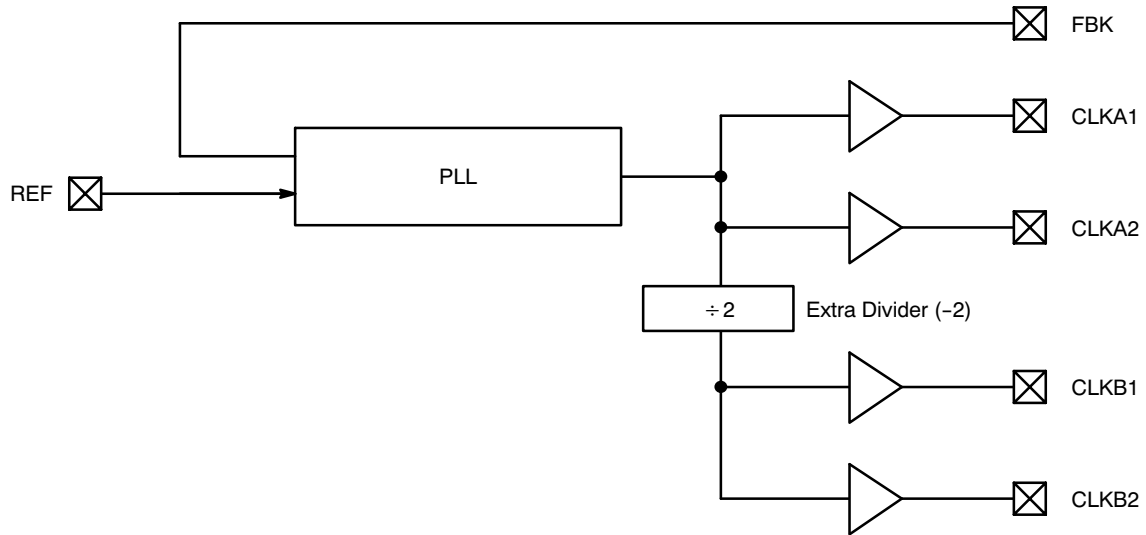 FBK
CLKA1
PLL
REF
CLKA2
÷2
Extra Divider (−2)
CLKB1
CLKB2